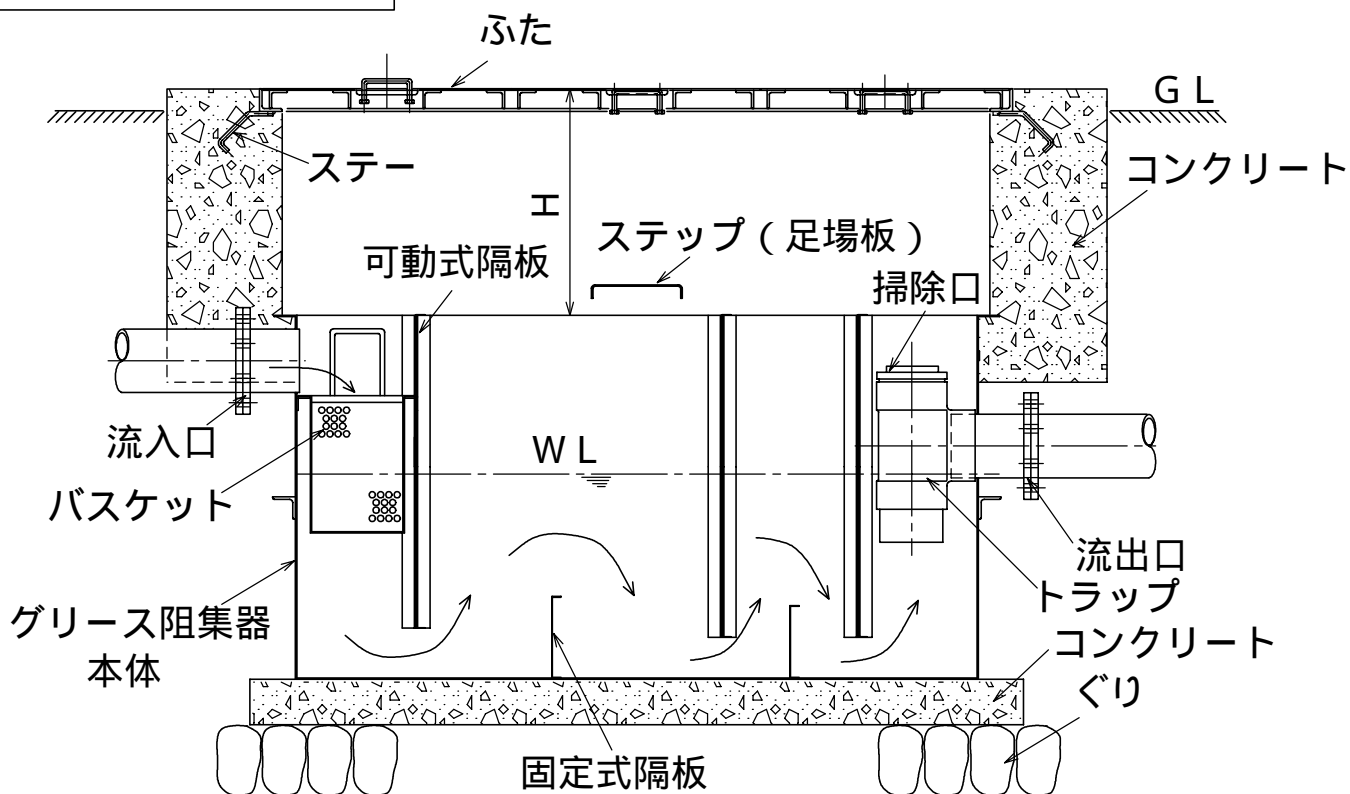 ふた
GL
ステー
コンクリート
H
ステップ(足場板)
可動式隔板
掃除口
流入口
WL
バスケット
流出口
トラップ
グリース阻集器
本体
コンクリート
ぐり
固定式隔板